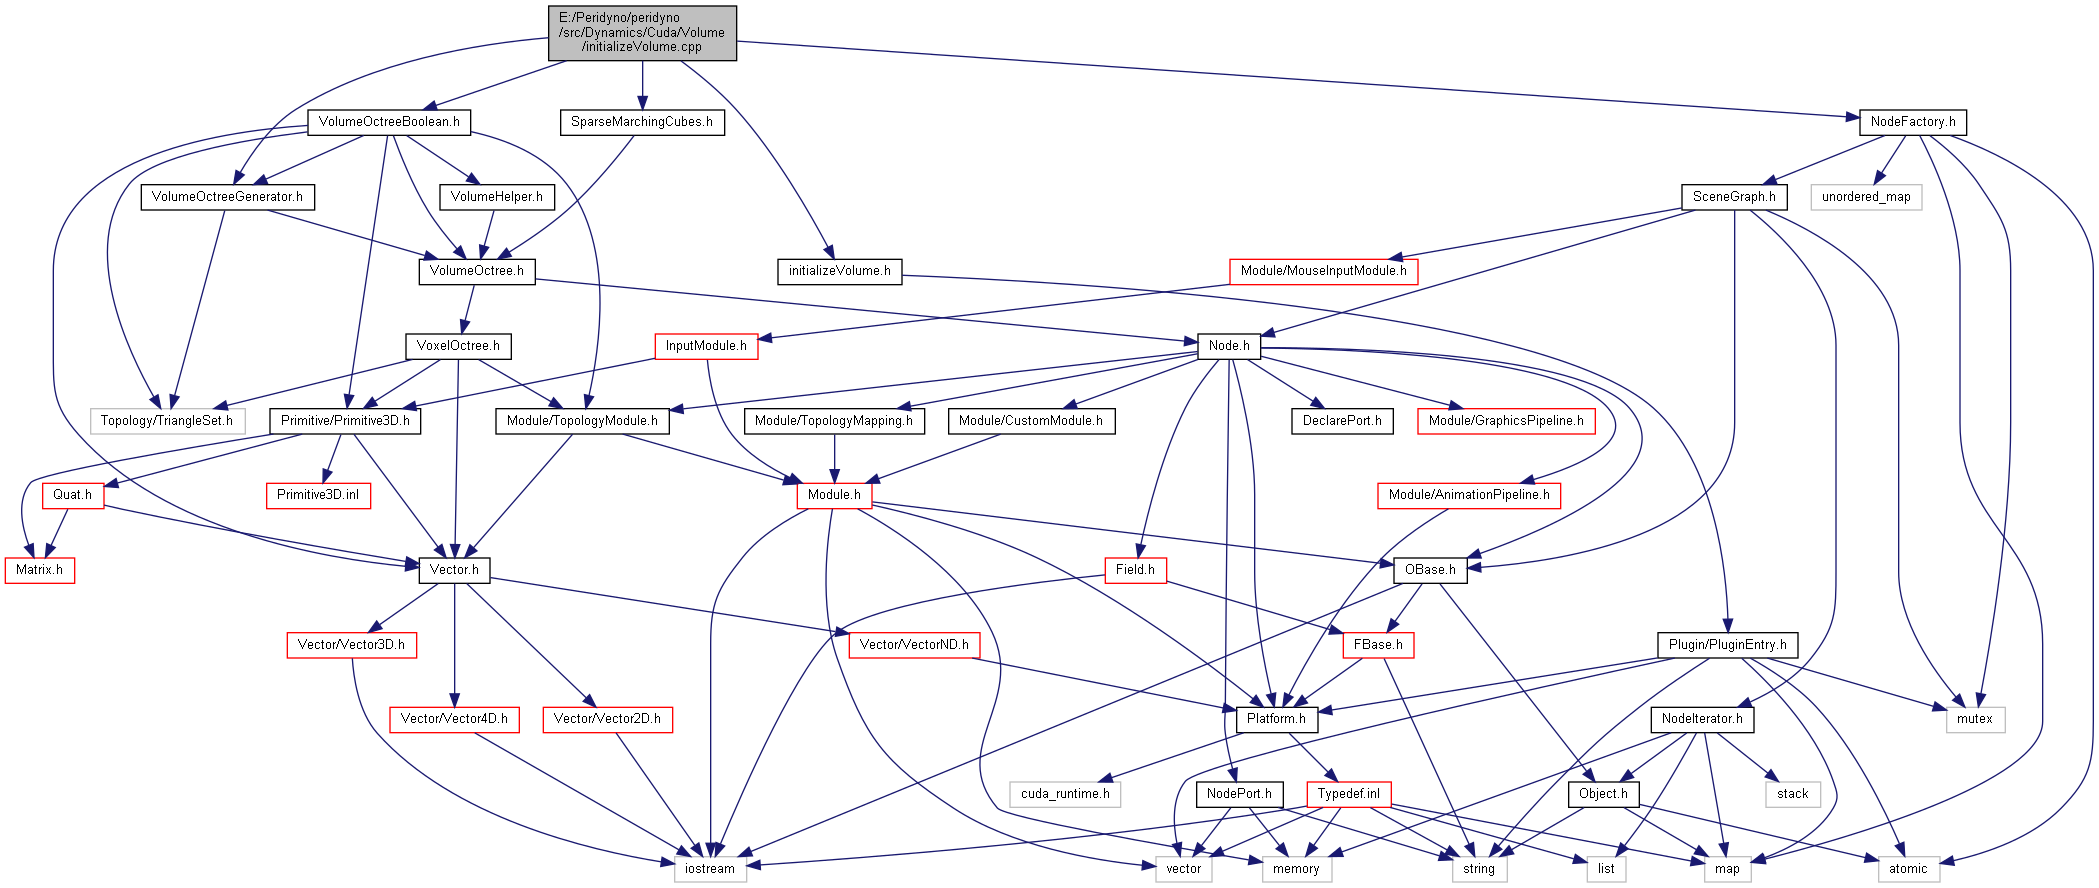 E:/Peridyno/peridyno
/src/Dynamics/Cuda/Volume
/initializeVolume.cpp
VolumeOctreeBoolean.h
SparseMarchingCubes.h
NodeFactory.h
VolumeOctreeGenerator.h
VolumeHelper.h
SceneGraph.h
unordered_map
VolumeOctree.h
initializeVolume.h
Module/MouseInputModule.h
VoxelOctree.h
InputModule.h
Node.h
Topology/TriangleSet.h
Primitive/Primitive3D.h
Module/TopologyModule.h
Module/TopologyMapping.h
Module/CustomModule.h
DeclarePort.h
Module/GraphicsPipeline.h
Quat.h
Primitive3D.inl
Module.h
Module/AnimationPipeline.h
Matrix.h
Vector.h
Field.h
OBase.h
Vector/Vector3D.h
Vector/VectorND.h
FBase.h
Plugin/PluginEntry.h
Vector/Vector4D.h
Vector/Vector2D.h
Platform.h
NodeIterator.h
mutex
cuda_runtime.h
NodePort.h
Typedef.inl
Object.h
stack
iostream
vector
memory
string
list
map
atomic